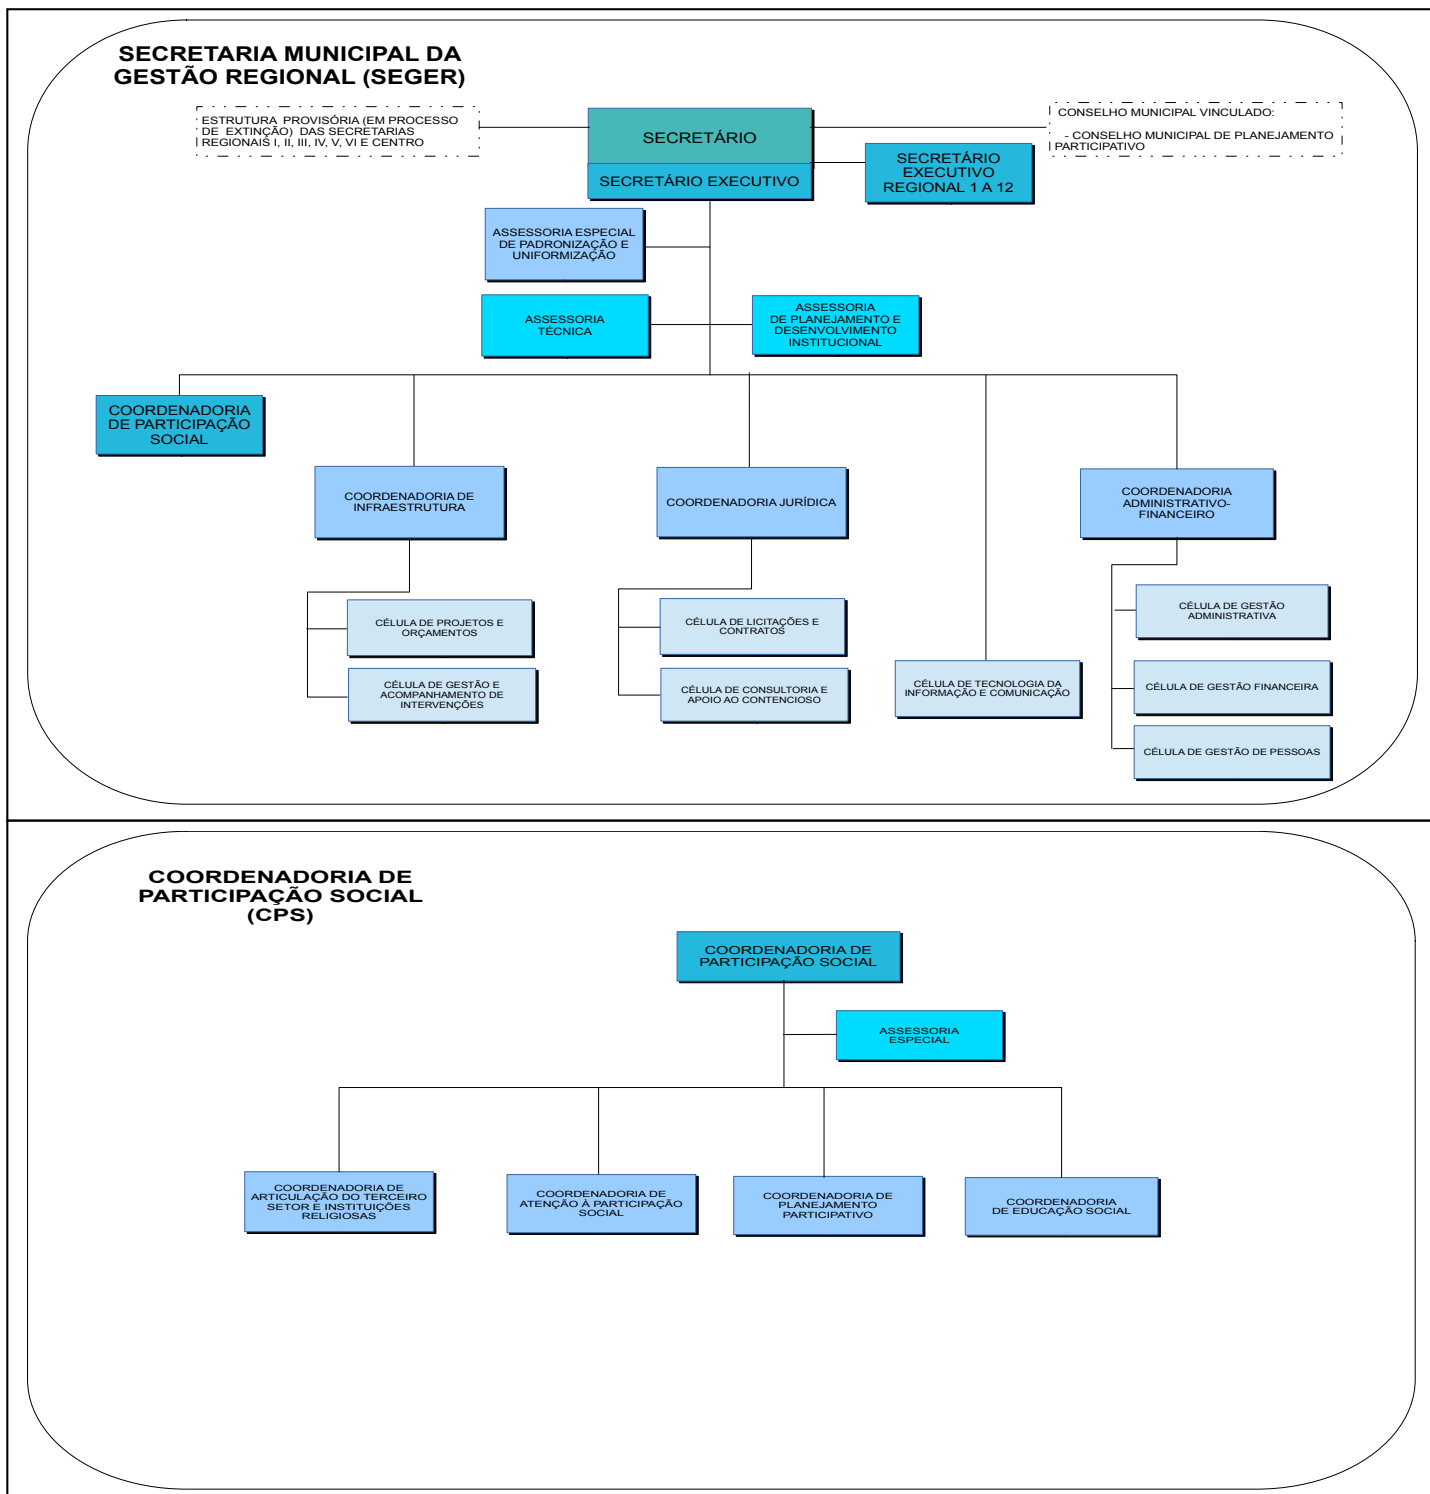 SECRETARIA MUNICIPAL DA
GESTÃO REGIONAL (SEGER)
ESTRUTURA PROVISÓRIA (EM PROCESSO
DE EXTINÇÃO) DAS SECRETARIAS
REGIONAIS I, II, III, IV, V, VI E CENTRO
SECRETÁRIO
SECRETÁRIO EXECUTIVO
CONSELHO MUNICIPAL VINCULADO:
- CONSELHO MUNICIPAL DE PLANEJAMENTO
PARTICIPATIVO
SECRETÁRIO
EXECUTIVO
REGIONAL 1 A 12
ASSESSORIA ESPECIAL
DE PADRONIZAÇÃO E
UNIFORMIZAÇÃO
ASSESSORIA
TÉCNICA
ASSESSORIA
DE PLANEJAMENTO E
DESENVOLVIMENTO
INSTITUCIONAL
COORDENADORIA
DE PARTICIPAÇÃO
SOCIAL
COORDENADORIA DE
INFRAESTRUTURA
COORDENADORIA JURÍDICA
COORDENADORIA
ADMINISTRATIVO-
FINANCEIRO
CÉLULA DE PROJETOS E
ORÇAMENTOS
CÉLULA DE GESTÃO E
ACOMPANHAMENTO DE
INTERVENÇÕES
CÉLULA DE LICITAÇÕES E
CONTRATOS
CÉLULA DE CONSULTORIA E
APOIO AO CONTENCIOSO
CÉLULA DE TECNOLOGIA DA
INFORMAÇÃO E COMUNICAÇÃO
CÉLULA DE GESTÃO
ADMINISTRATIVA
CÉLULA DE GESTÃO FINANCEIRA
CÉLULA DE GESTÃO DE PESSOAS
COORDENADORIA DE
PARTICIPAÇÃO SOCIAL
(CPS)
COORDENADORIA DE
PARTICIPAÇÃO SOCIAL
ASSESSORIA
ESPECIAL
COORDENADORIA DE
ARTICULAÇÃO DO TERCEIRO
SETOR E INSTITUIÇÕES
RELIGIOSAS
COORDENADORIA DE
ATENÇÃO À PARTICIPAÇÃO
SOCIAL
COORDENADORIA DE
PLANEJAMENTO
PARTICIPATIVO
COORDENADORIA
DE EDUCAÇÃO SOCIAL